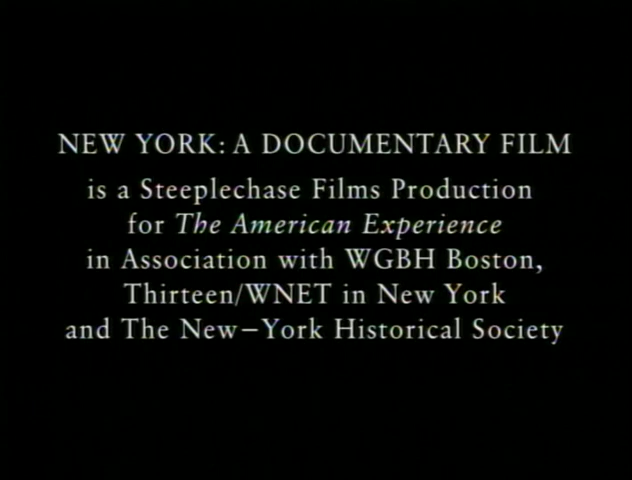 NEW YORK: A DOCUMENTARY FILM
is a Steeplechase Films Production
for The American Experience
in Association with WGBH Boston,
Thirteen/WNET in New York
and The New–York Historical Society